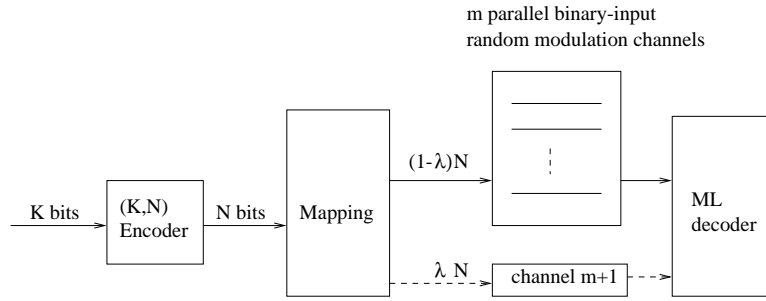 m parallel binary-input
random modulation channels
K bits
(K,N)
Encoder
N bits
Mapping
(1-λ)N
λ N
channel m+1
ML
decoder